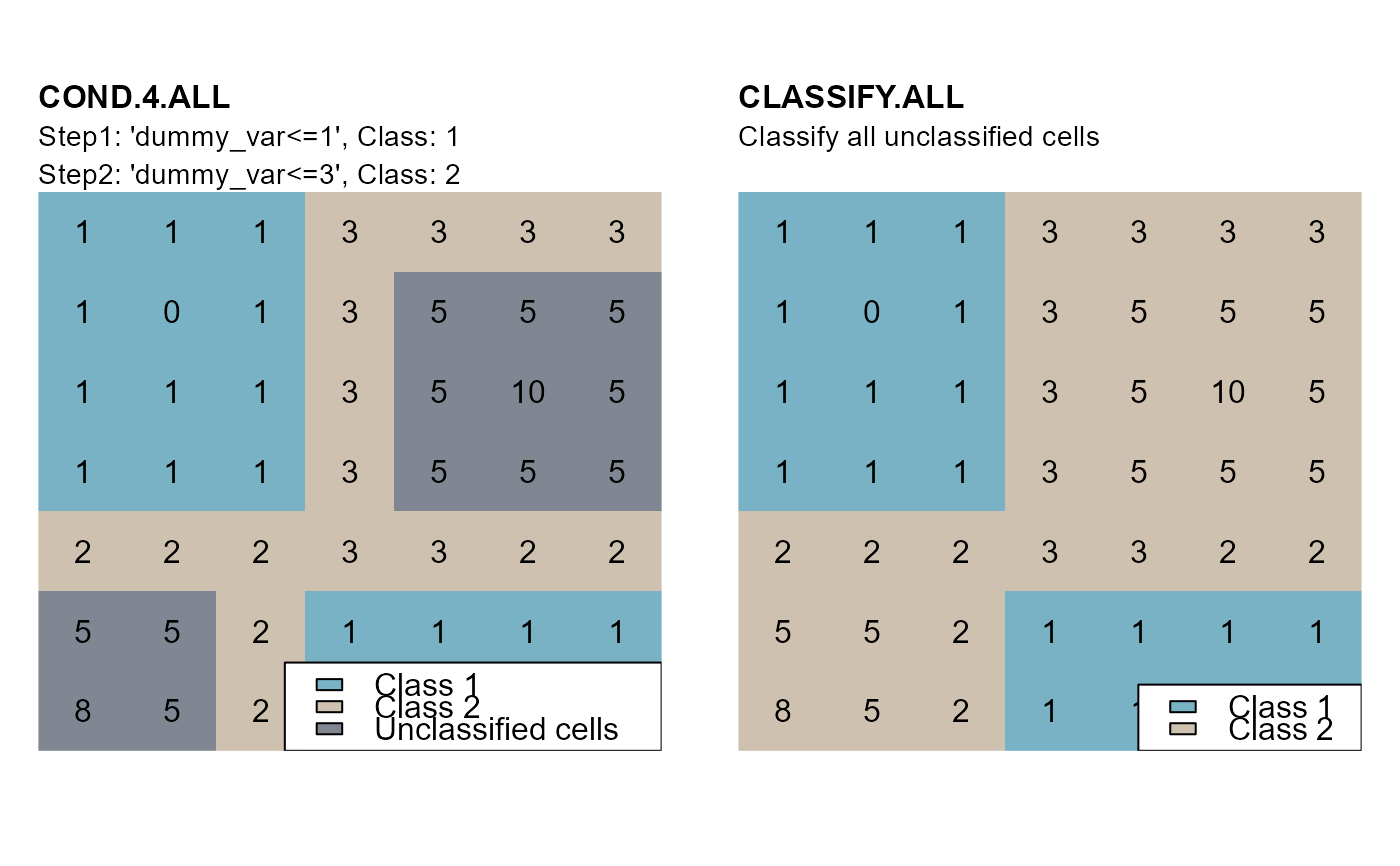 COND.4.ALL
Step1: 'dummy_var<=1', Class: 1
Step2: 'dummy_var<=3', Class: 2
1 1 1 3 3 3 3
1 0 1 3 5 5 5
1 1 1 3 5 10 5
1 1 1 3 5 5 5
2 2 2 3 3 2 2
5 5 2 1 1 1 1
8 5 2
Class 1
Class 2
Unclassified cells
CLASSIFY.ALL
Classify all unclassified cells
1 1 1 3 3 3 3
1 0 1 3 5 5 5
1 1 1 3 5 10 5
1 1 1 3 5 5 5
2 2 2 3 3 2 2
5 5 2 1 1 1 1
8 5 2 1
Class 1
Class 2